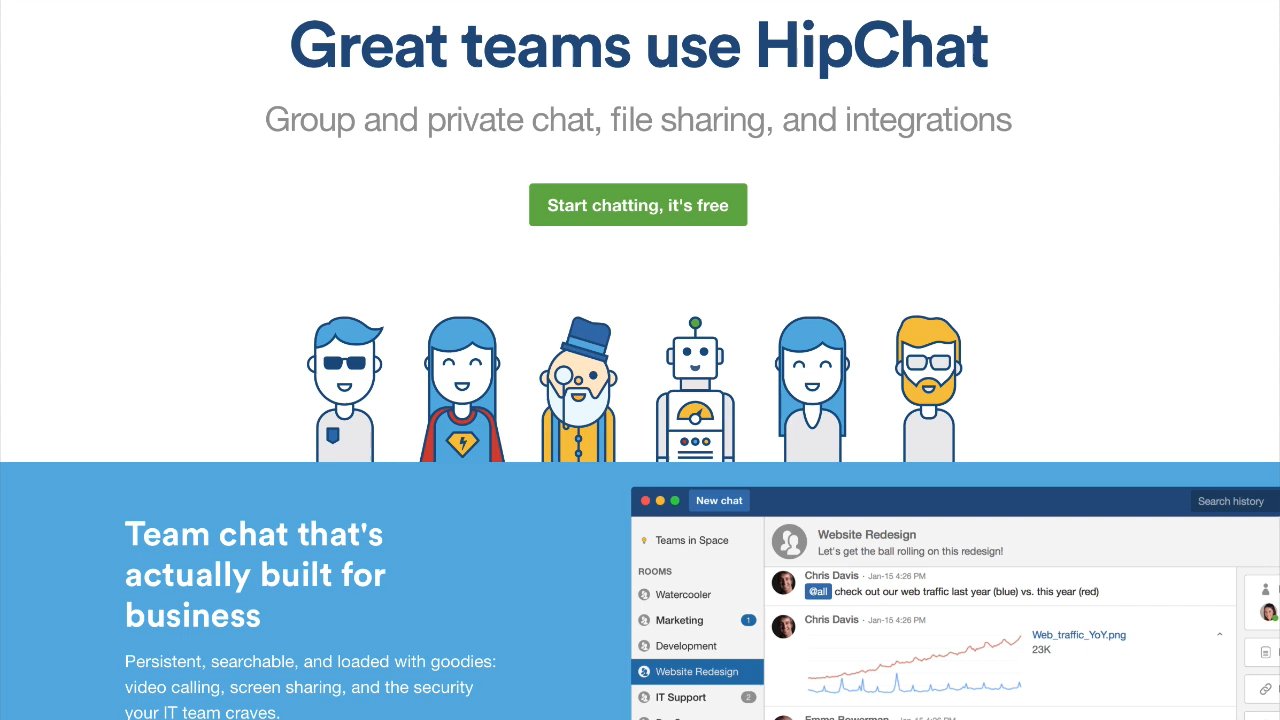 Great teams use HipChat
Group and private chat, file sharing, and integrations
Start chatting, it's free
Team chat that's
actually built for
business
Persistent, searchable, and loaded with goodies:
video calling, screen sharing, and the security
your IT team craves.
New chat
Search history
Teams in Space
ROOMS
Watercooler
Marketing 1
Development
Website Redesign
IT Support 2
Website Redesign
Let's get the ball rolling on this redesign!
Chris Davis · Jan-15 4:26 PM
@all check out our web traffic last year (blue) vs. this year (red)
Chris Davis · Jan-15 4:26 PM
Web_traffic_YoY.png
23K